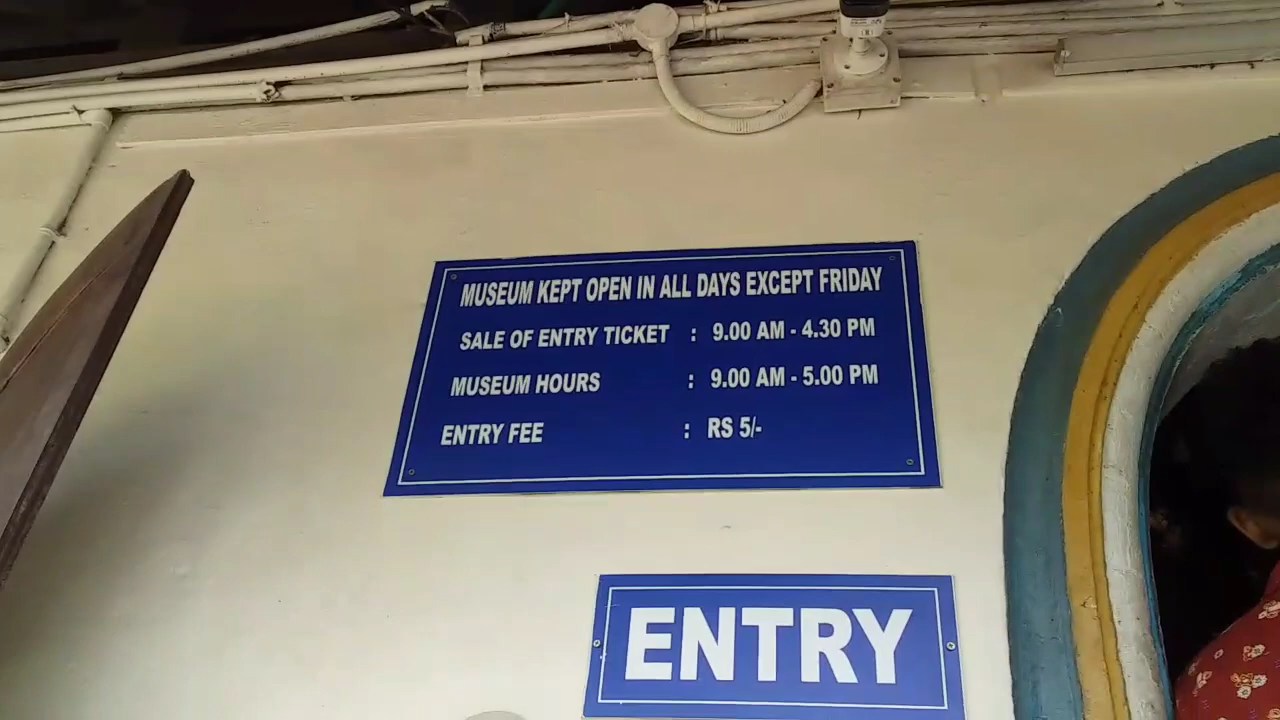 MUSEUM KEPT OPEN IN ALL DAYS EXCEPT FRIDAY
SALE OF ENTRY TICKET : 9.00 AM - 4.30 PM
MUSEUM HOURS : 9.00 AM - 5.00 PM
ENTRY FEE : RS 5/-
ENTRY